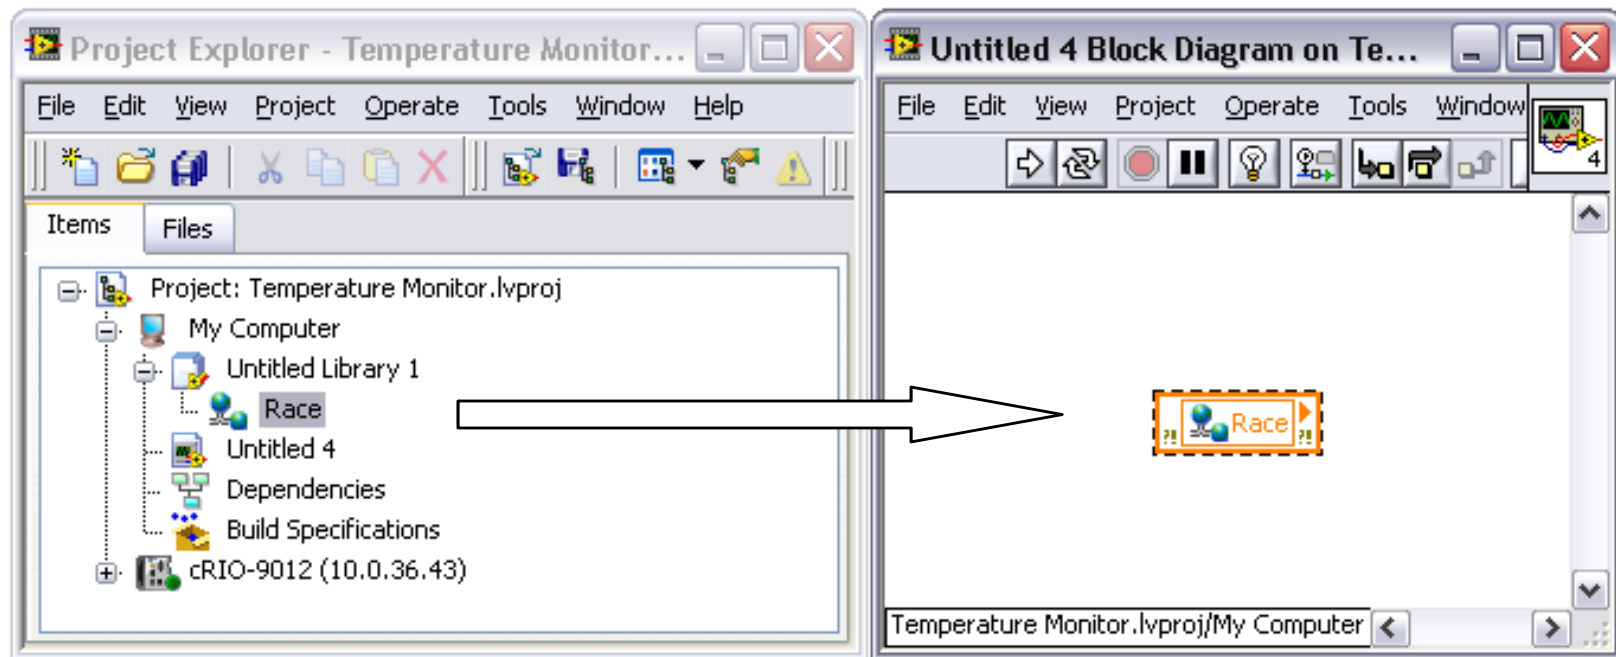 Project Explorer - Temperature Monitor...
File Edit View Project Operate Tools Window Help
Items Files
Project: Temperature Monitor.lvproj
My Computer
Untitled Library 1
Race
Untitled 4
Dependencies
Build Specifications
cRIO-9012 (10.0.36.43)
Untitled 4 Block Diagram on Te...
File Edit View Project Operate Tools Window
4
?! Race ?!
Temperature Monitor.lvproj/My Computer